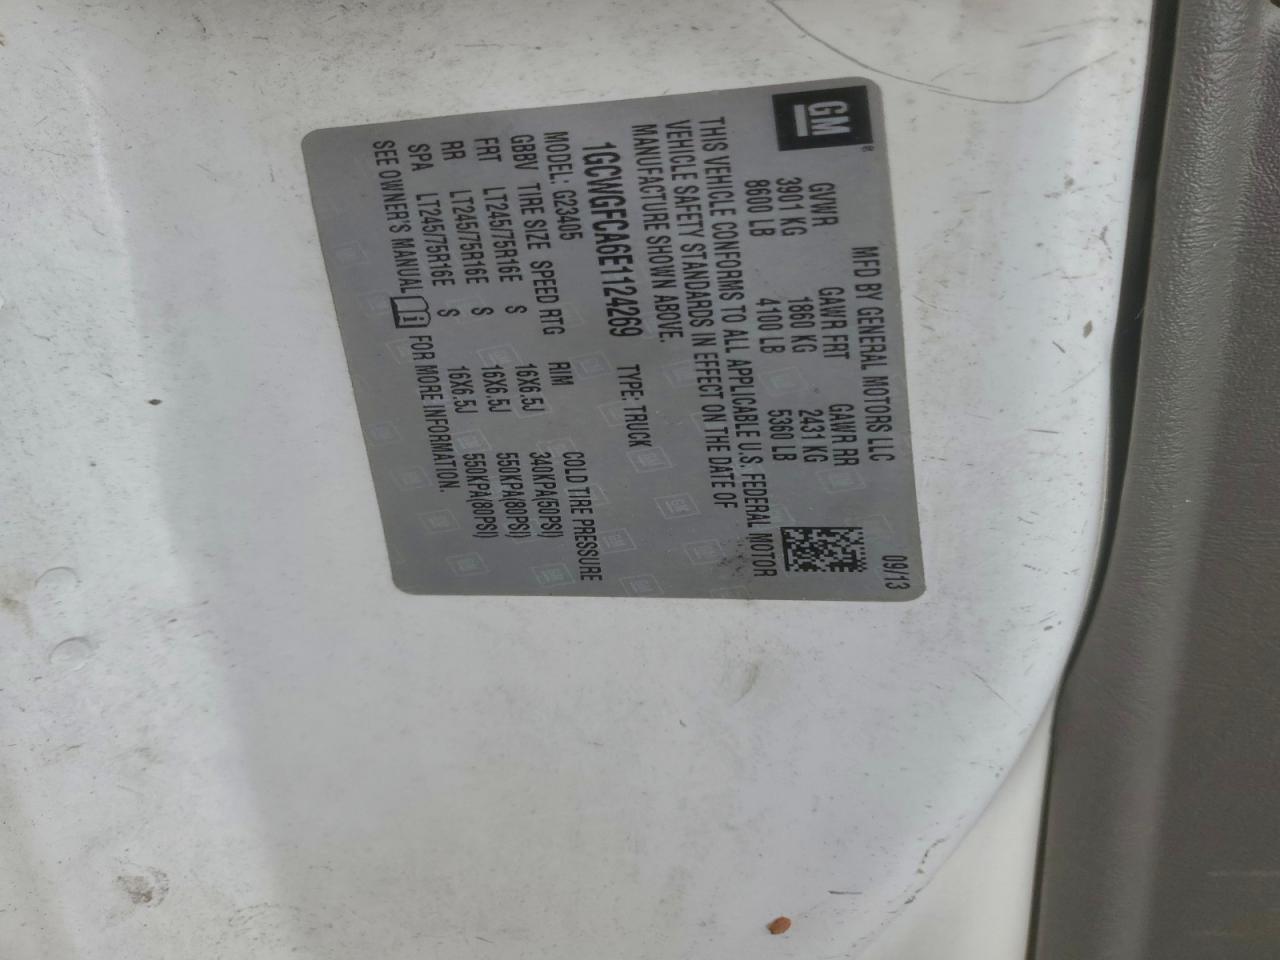 GM
MFD BY GENERAL MOTORS LLC 09/13
GVWR GAWR FRT GAWR RR
3901 KG 1860 KG 2431 KG
8600 LB 4100 LB 5360 LB
THIS VEHICLE CONFORMS TO ALL APPLICABLE U.S. FEDERAL MOTOR
VEHICLE SAFETY STANDARDS IN EFFECT ON THE DATE OF
MANUFACTURE SHOWN ABOVE.
1GCWGFCA6E1124269 TYPE: TRUCK
MODEL: G23405
GBBV TIRE SIZE SPEED RTG RIM COLD TIRE PRESSURE
FRT LT245/75R16E S 16X6.5J 340KPA(50PSI)
RR LT245/75R16E S 16X6.5J 550KPA(80PSI)
SPA LT245/75R16E S 16X6.5J 550KPA(80PSI)
SEE OWNER'S MANUAL FOR MORE INFORMATION.